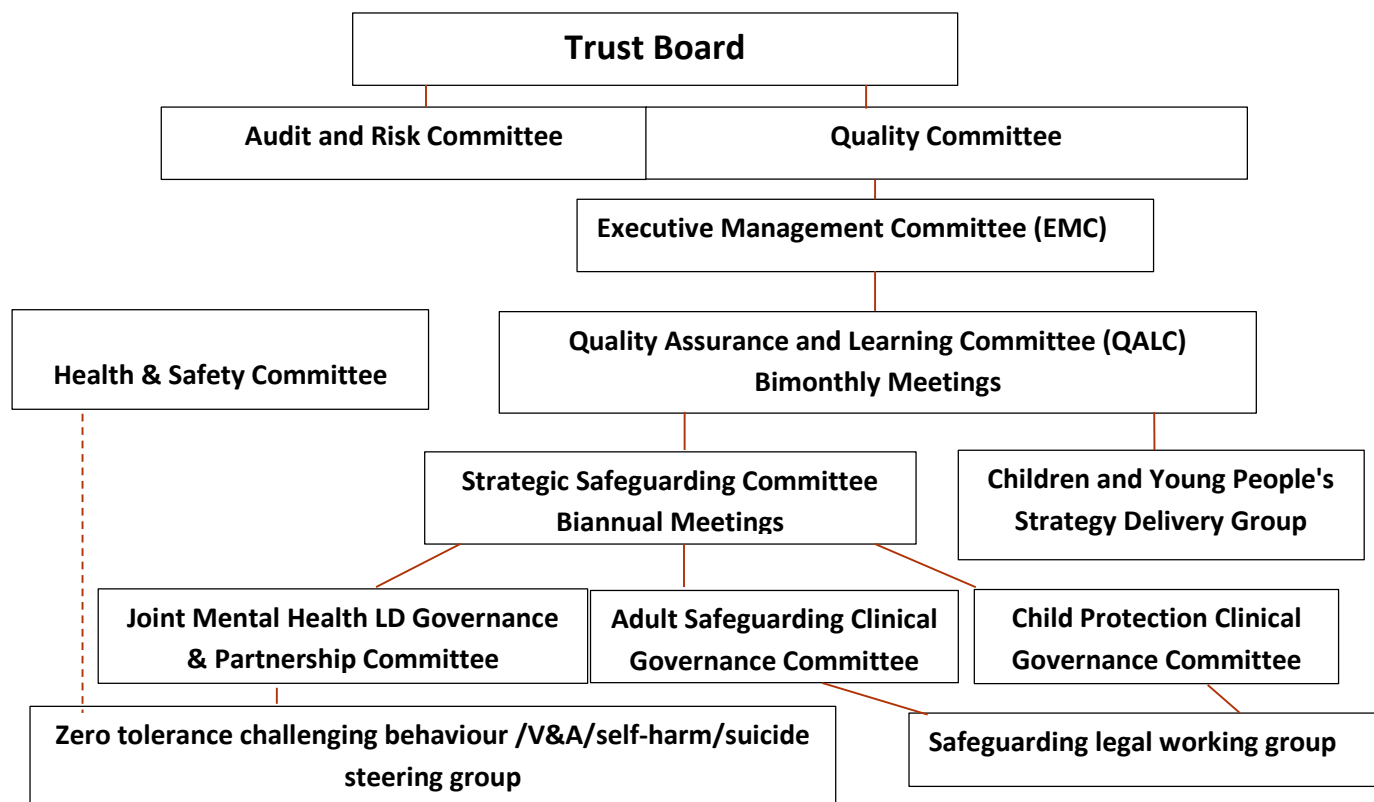 Trust Board
Audit and Risk Committee
Quality Committee
Executive Management Committee (EMC)
Health & Safety Committee
Quality Assurance and Learning Committee (QALC)
Bimonthly Meetings
Strategic Safeguarding Committee
Biannual Meetings
Children and Young People's
Strategy Delivery Group
Joint Mental Health LD Governance
& Partnership Committee
Adult Safeguarding Clinical
Governance Committee
Child Protection Clinical
Governance Committee
Zero tolerance challenging behaviour /V&A/self-harm/suicide
steering group
Safeguarding legal working group